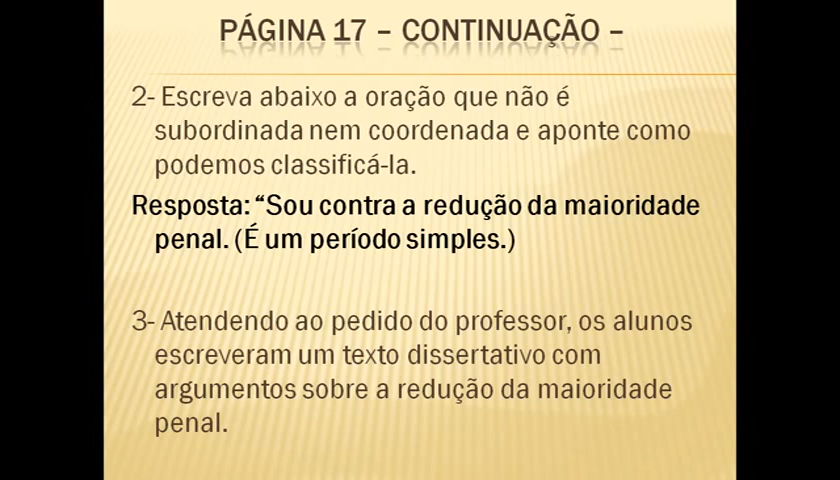 PÁGINA 17 – CONTINUAÇÃO –
2- Escreva abaixo a oração que não é
subordinada nem coordenada e aponte como
podemos classificá-la.
Resposta: “Sou contra a redução da maioridade
penal. (É um período simples.)
3- Atendendo ao pedido do professor, os alunos
escreveram um texto dissertativo com
argumentos sobre a redução da maioridade
penal.